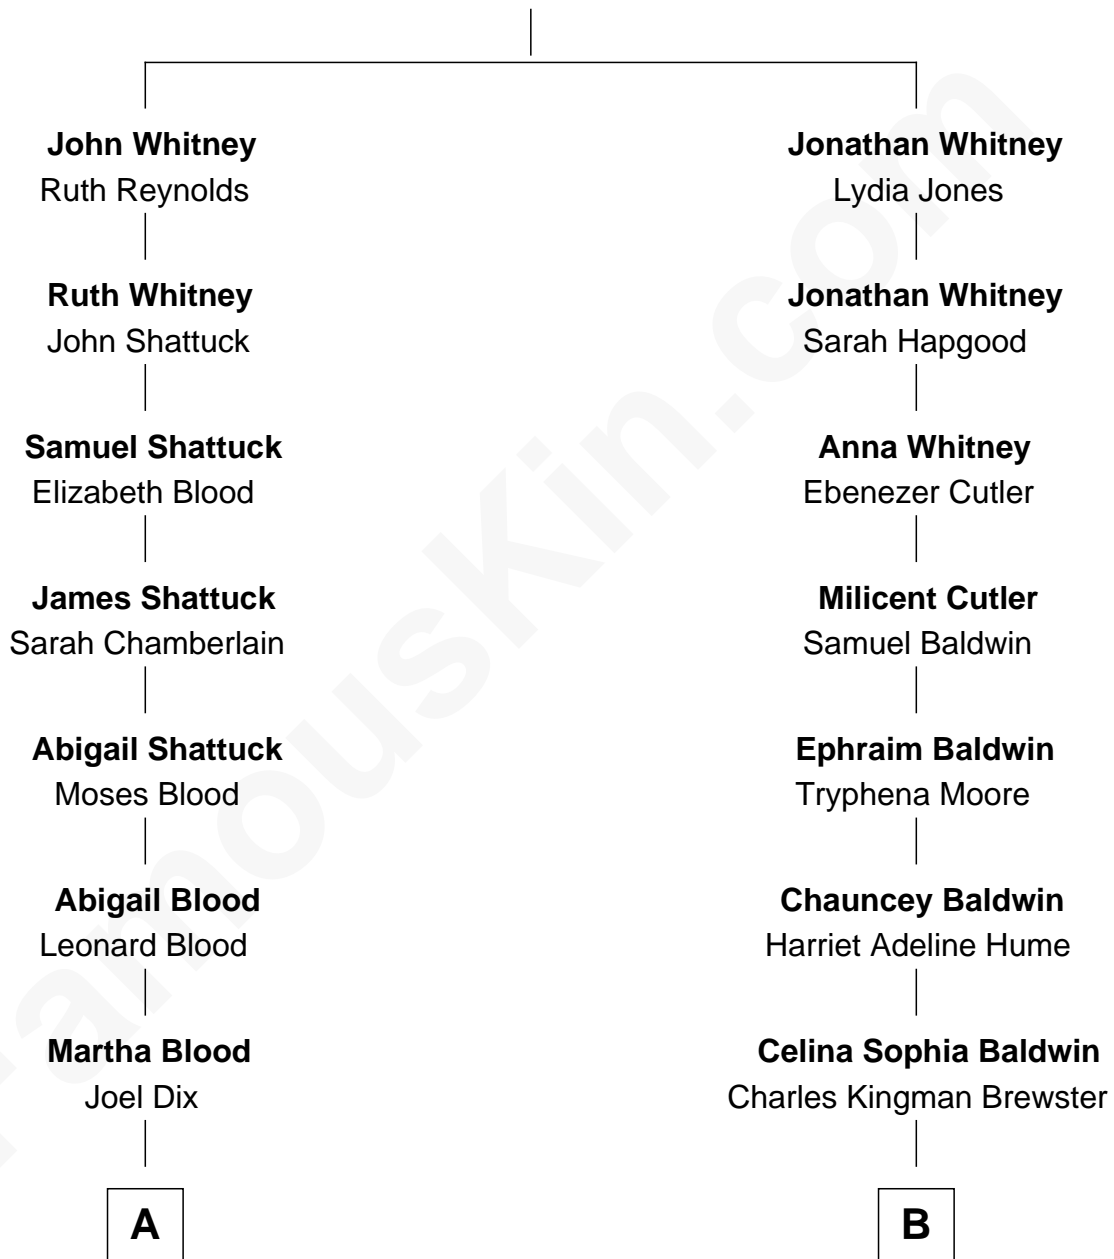 John Whitney
Ruth Reynolds
Ruth Whitney
John Shattuck
Samuel Shattuck
Elizabeth Blood
James Shattuck
Sarah Chamberlain
Abigail Shattuck
Moses Blood
Abigail Blood
Leonard Blood
Martha Blood
Joel Dix
A
Jonathan Whitney
Lydia Jones
Jonathan Whitney
Sarah Hapgood
Anna Whitney
Ebenezer Cutler
Milicent Cutler
Samuel Baldwin
Ephraim Baldwin
Tryphena Moore
Chauncey Baldwin
Harriet Adeline Hume
Celina Sophia Baldwin
Charles Kingman Brewster
B
FamousKin.com